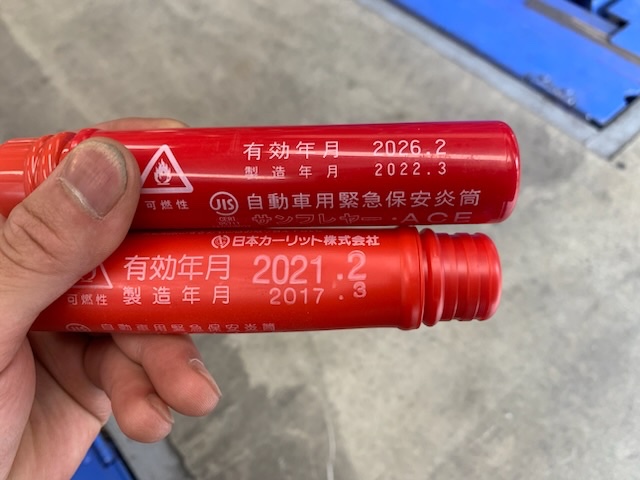 有効年月 2026.2
製造年月 2022.3
可燃性
JIS 自動車用緊急保安炎筒
サンフレヤー・ACE
日本カーリット株式会社
有効年月 2021.2
製造年月 2017.3
可燃性
自動車用緊急保安炎筒